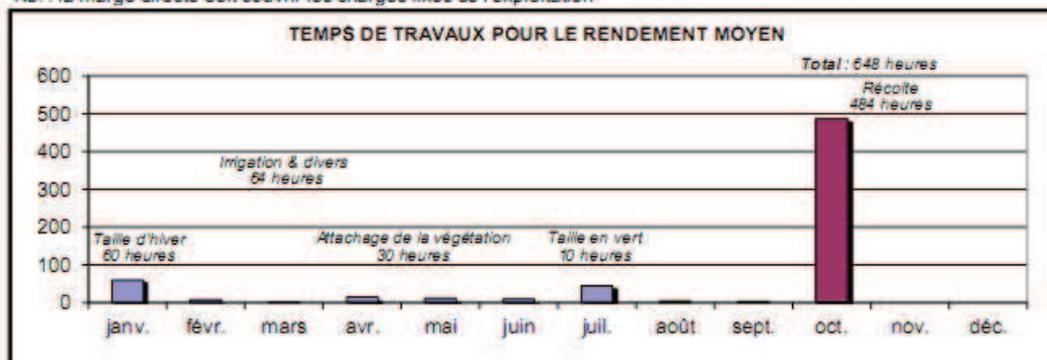 TEMPS DE TRAVAUX POUR LE RENDEMENT MOYEN
Total : 648 heures
Récolte
484 heures
Irrigation & divers
64 heures
Taille d'hiver
60 heures
Attachage de la végétation
30 heures
Taille en vert
10 heures
600
500
400
300
200
100
0
janv. févr. mars avr. mai juin juil. août sept. oct. nov. déc.